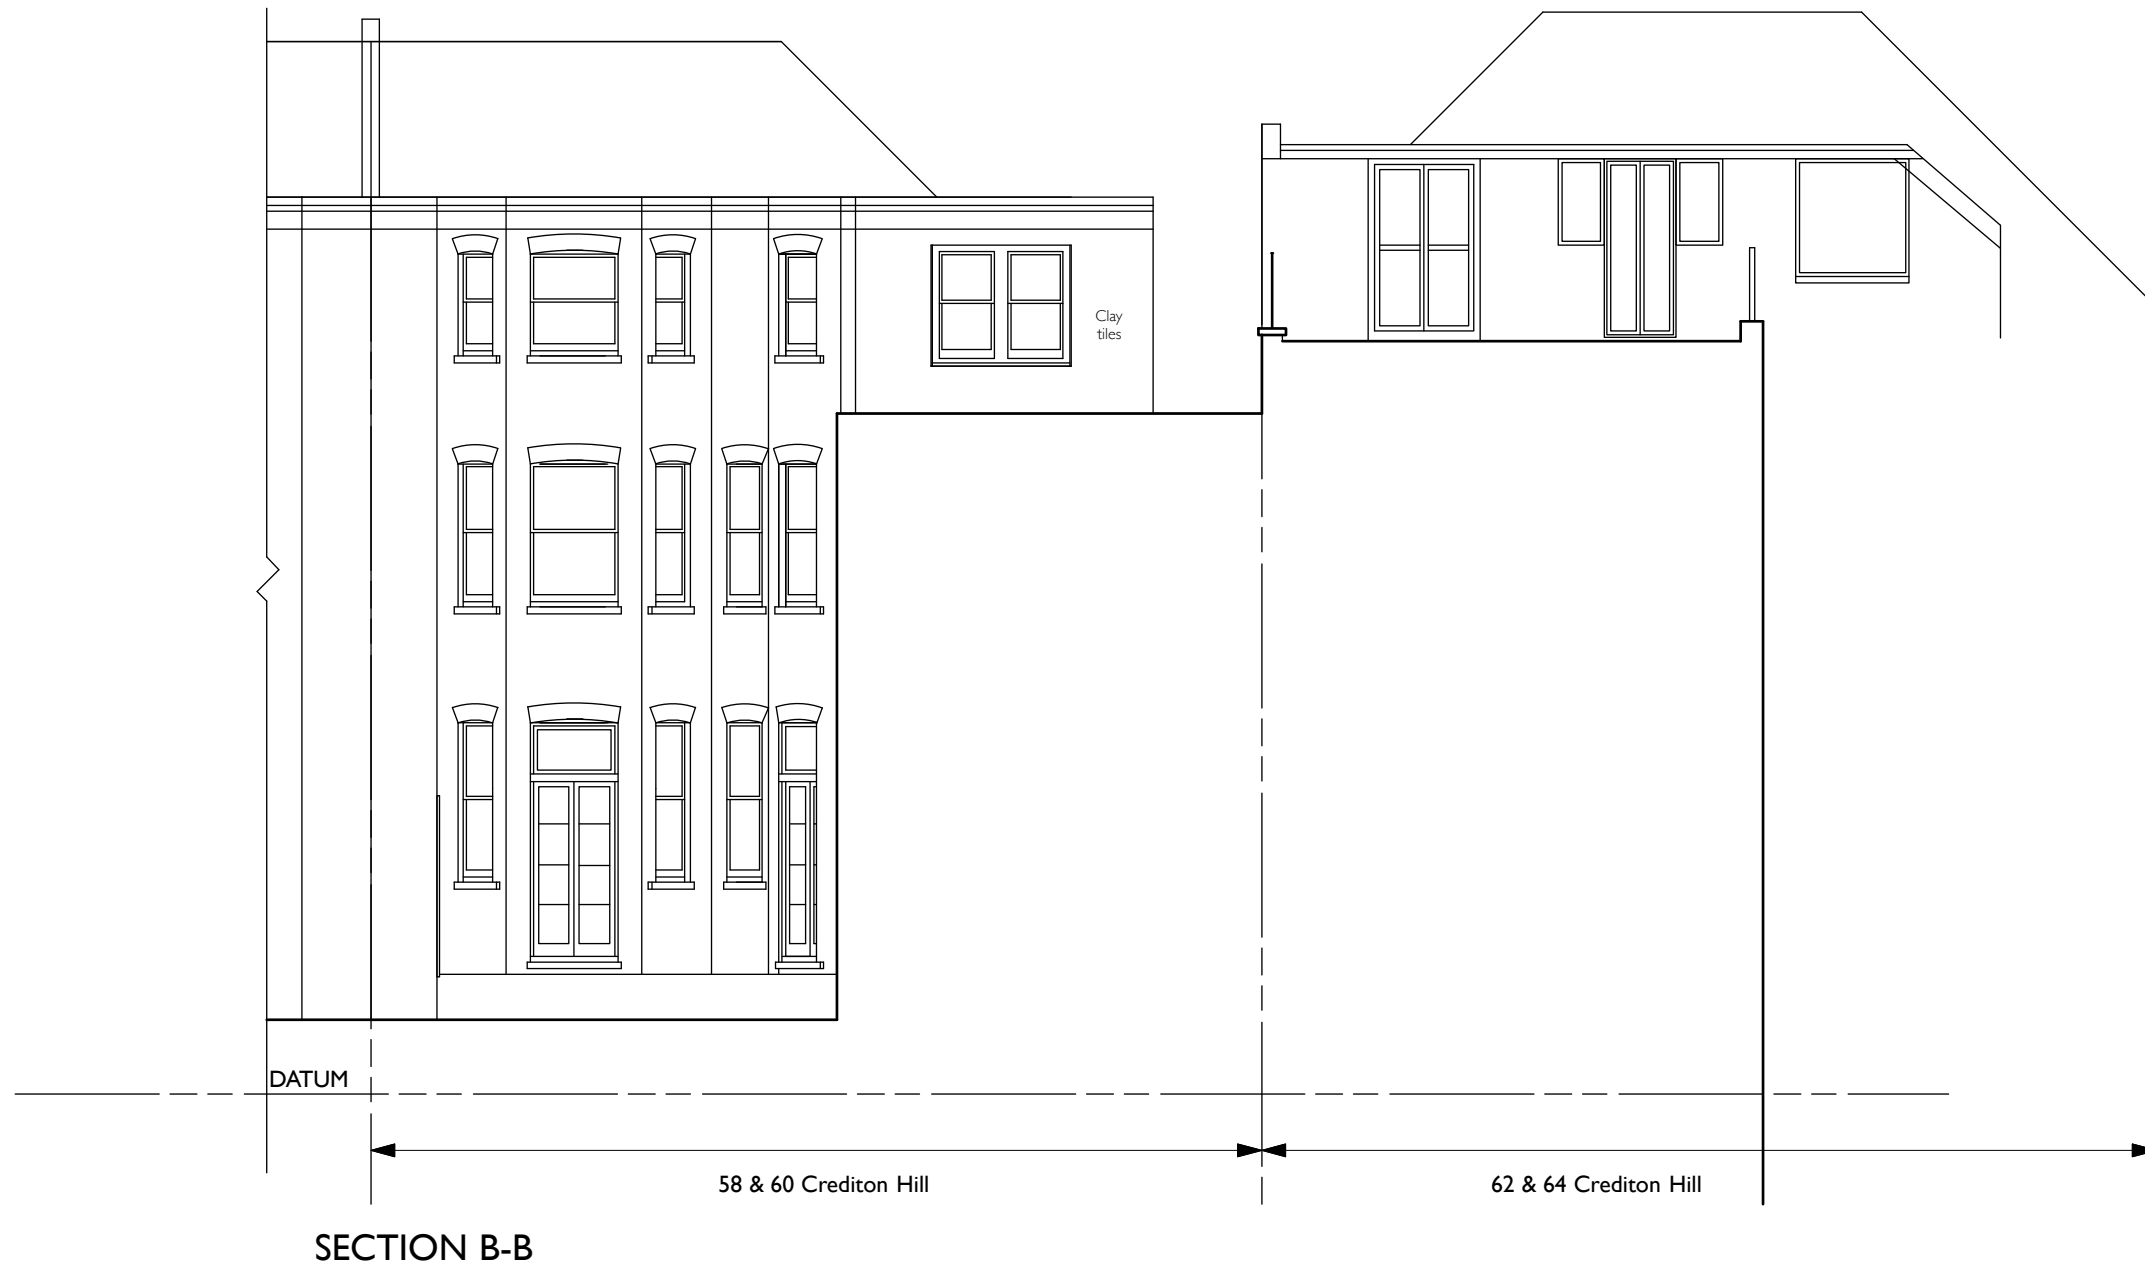 Clay
tiles
DATUM
58 & 60 Crediton Hill
62 & 64 Crediton Hill
SECTION B-B